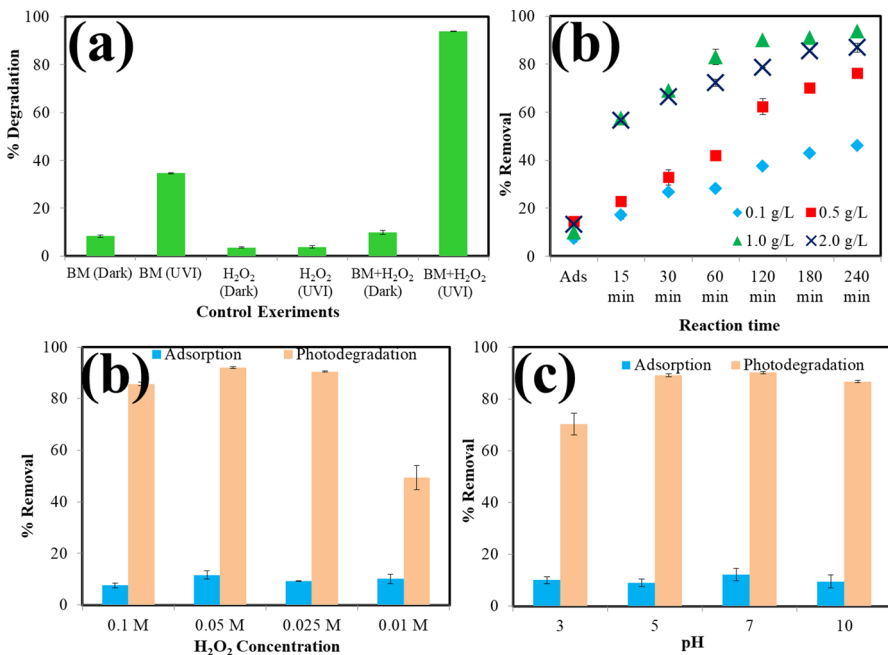 (a)
% Degradation
100
80
60
40
20
0
BM (Dark) BM (UVI) H₂O₂ (Dark) H₂O₂ (UVI) BM+H₂O₂ (Dark) BM+H₂O₂ (UVI)
Control Exeriments
(b)
% Removal
100
80
60
40
20
0
0.1 g/L 0.5 g/L
1.0 g/L 2.0 g/L
Ads 15 min 30 min 60 min 120 min 180 min 240 min
Reaction time
(b)
Adsorption Photodegradation
% Removal
100
80
60
40
20
0
0.1 M 0.05 M 0.025 M 0.01 M
H₂O₂ Concentration
(c)
Adsorption Photodegradation
% Removal
100
80
60
40
20
0
3 5 7 10
pH